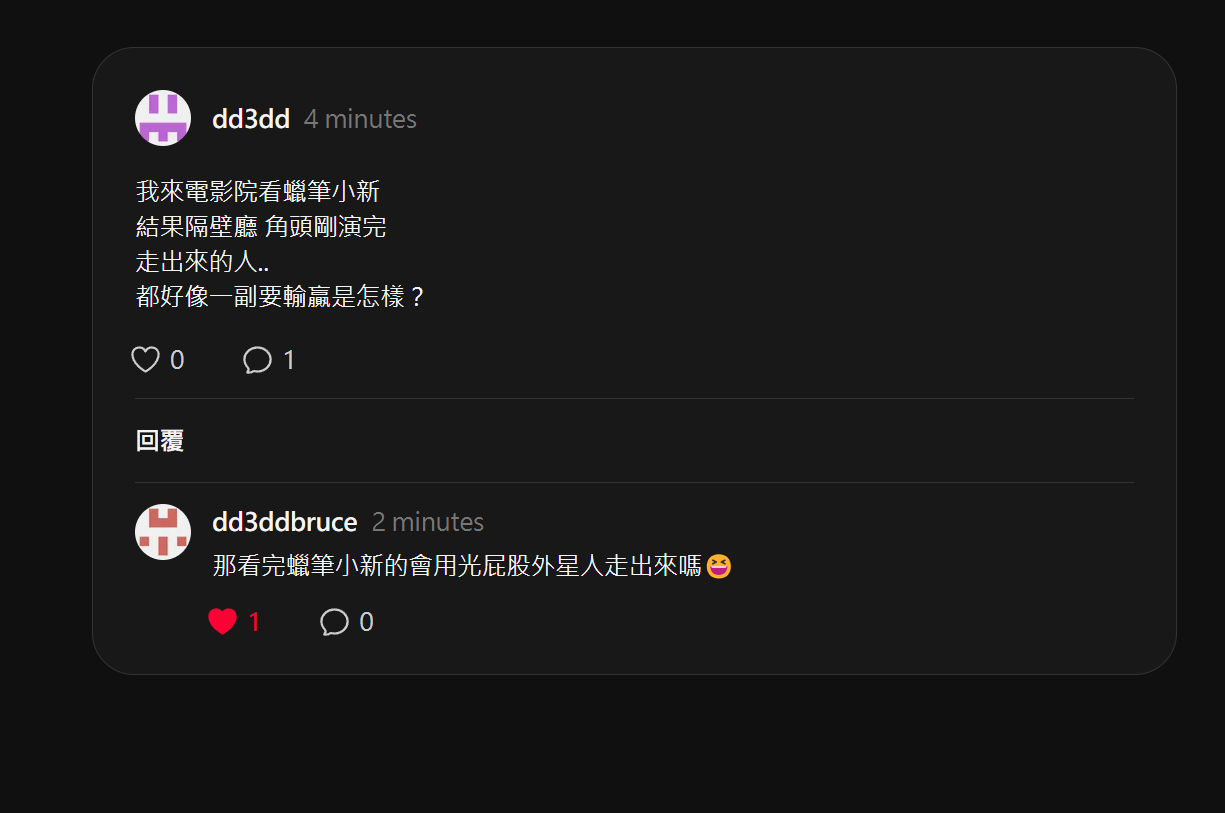 dd3dd 4 minutes
我來電影院看蠟筆小新
結果隔壁廳 角頭剛演完
走出來的人..
都好像一副要輸贏是怎樣？
0 1
回覆
dd3ddbruce 2 minutes
那看完蠟筆小新的會用光屁股外星人走出來嗎😆
1 0